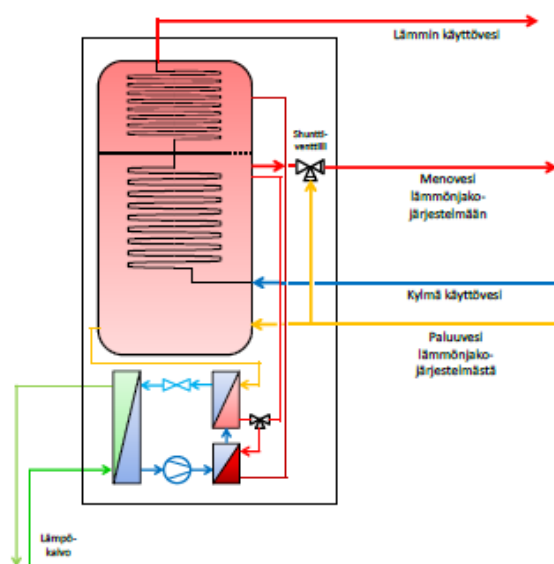 Lämmin käyttövesi
Shuntti-
venttiili
Menovesi
lämmönjako-
järjestelmään
Kylmä käyttövesi
Paluuvesi
lämmönjako-
järjestelmästä
Lämpö-
kaivo